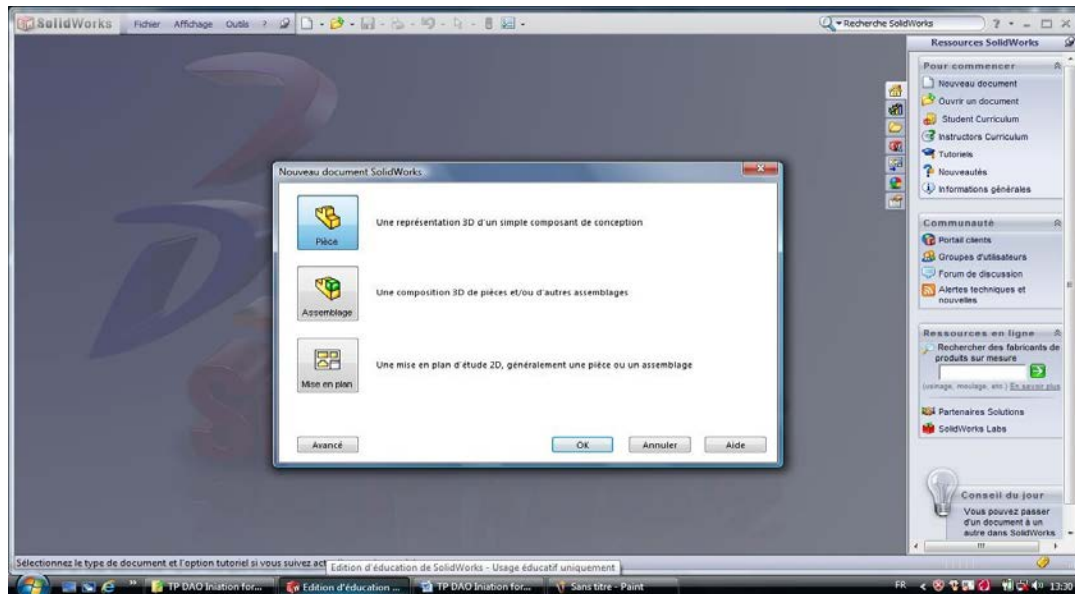 SolidWorks Fichier Affichage Outils ? Recherche SolidWorks ?
Ressources SolidWorks
Pour commencer
Nouveau document
Ouvrir un document
Student Curriculum
Instructors Curriculum
Tutoriels
Nouveautés
Informations générales
Communauté
Portail clients
Groupes d'utilisateurs
Forum de discussion
Alertes techniques et
nouvelles
Ressources en ligne
Rechercher des fabricants de
produits sur mesure
(usinage, moulage, etc.) En savoir plus
Partenaires Solutions
SolidWorks Labs
Conseil du jour
Vous pouvez passer
d'un document à un
autre dans SolidWorks
Nouveau document SolidWorks
Pièce
Une représentation 3D d'un simple composant de conception
Assemblage
Une composition 3D de pièces et/ou d'autres assemblages
Mise en plan
Une mise en plan d'étude 2D, généralement une pièce ou un assemblage
Avancé OK Annuler Aide
Sélectionnez le type de document et l'option tutoriel si vous suivez
Edition d'éducation de SolidWorks - Usage éducatif uniquement
TP DAO Iniation for... Edition d'éducation ... TP DAO Iniation for... Sans titre - Paint FR 13:30